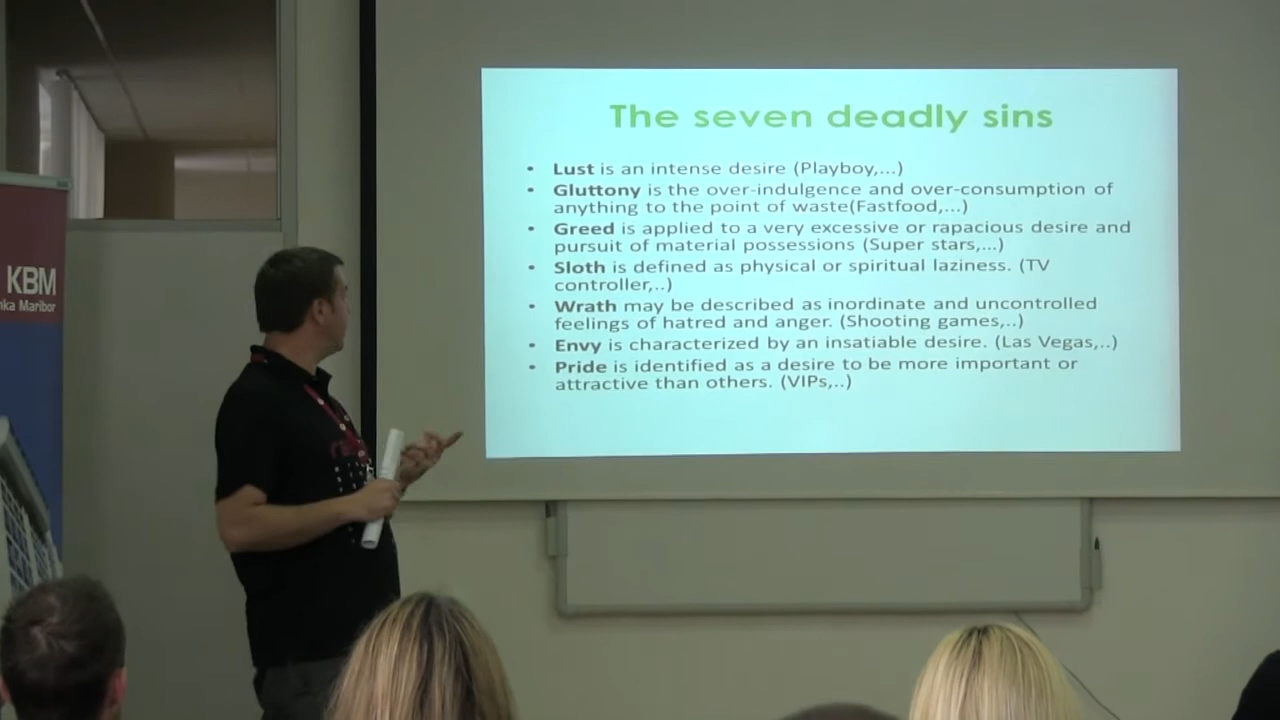 The seven deadly sins
• Lust is an intense desire (Playboy,...)
• Gluttony is the over-indulgence and over-consumption of
anything to the point of waste(Fastfood,...)
• Greed is applied to a very excessive or rapacious desire and
pursuit of material possessions (Super stars,...)
• Sloth is defined as physical or spiritual laziness. (TV
controller,..)
• Wrath may be described as inordinate and uncontrolled
feelings of hatred and anger. (Shooting games,..)
• Envy is characterized by an insatiable desire. (Las Vegas,..)
• Pride is identified as a desire to be more important or
attractive than others. (VIPs,..)
KBM
Maribor